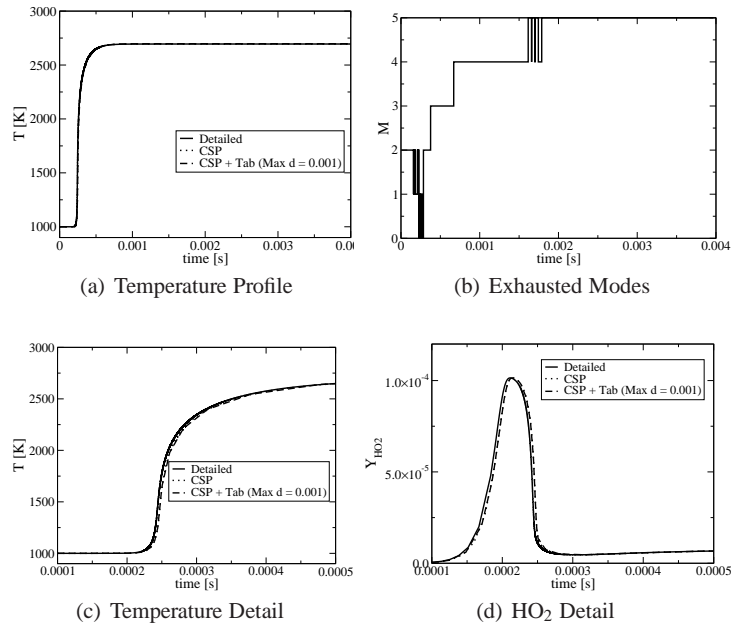 3000
2500
2000
1500
1000
T [K]
Detailed
CSP
CSP + Tab (Max d = 0.001)
0
0.001
0.002
0.003
0.00
time [s]
(a) Temperature Profile
5
4
3
2
1
0
M
0
0.001
0.002
0.003
0.004
time [s]
(b) Exhausted Modes
3000
2500
2000
1500
1000
T [K]
Detailed
CSP
CSP + Tab (Max d = 0.001)
0.0001
0.0002
0.0003
0.0004
0.0005
time [s]
(c) Temperature Detail
1.0×10⁻⁴
5.0×10⁻⁵
0.0
Y_HO2
Detailed
CSP
CSP + Tab (Max d = 0.001)
0.0001
0.0002
0.0003
0.0004
0.0005
time [s]
(d) HO₂ Detail